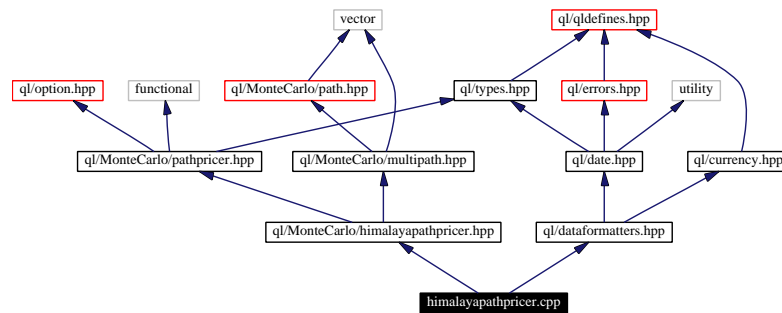 vector
ql/qldefines.hpp
ql/option.hpp
functional
ql/MonteCarlo/path.hpp
ql/types.hpp
ql/errors.hpp
utility
ql/MonteCarlo/pathpricer.hpp
ql/MonteCarlo/multipath.hpp
ql/date.hpp
ql/currency.hpp
ql/MonteCarlo/himalayapathpricer.hpp
ql/dataformatters.hpp
himalayapathpricer.cpp